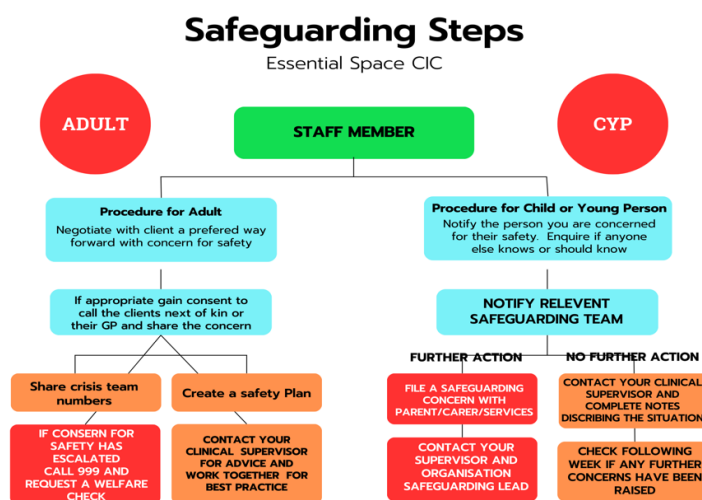 Safeguarding Steps
Essential Space CIC
ADULT
STAFF MEMBER
CYP
Procedure for Adult
Negotiate with client a prefered way
forward with concern for safety
Procedure for Child or Young Person
Notify the person you are concerned
for their safety. Enquire if anyone
else knows or should know
If appropriate gain consent to
call the clients next of kin or
their GP and share the concern
NOTIFY RELEVENT
SAFEGUARDING TEAM
FURTHER ACTION
NO FURTHER ACTION
Share crisis team
numbers
Create a safety Plan
FILE A SAFEGUARDING
CONCERN WITH
PARENT/CARER/SERVICES
CONTACT YOUR CLINICAL
SUPERVISOR AND
COMPLETE NOTES
DISCRIBING THE SITUATION
IF CONSERN FOR
SAFETY HAS
ESCALATED
CALL 999 AND
REQUEST A WELFARE
CHECK
CONTACT YOUR
CLINICAL SUPERVISOR
FOR ADVICE AND
WORK TOGETHER FOR
BEST PRACTICE
CONTACT YOUR
SUPERVISOR AND
ORGANISATION
SAFEGUARDING LEAD
CHECK FOLLOWING
WEEK IF ANY FURTHER
CONCERNS HAVE BEEN
RAISED